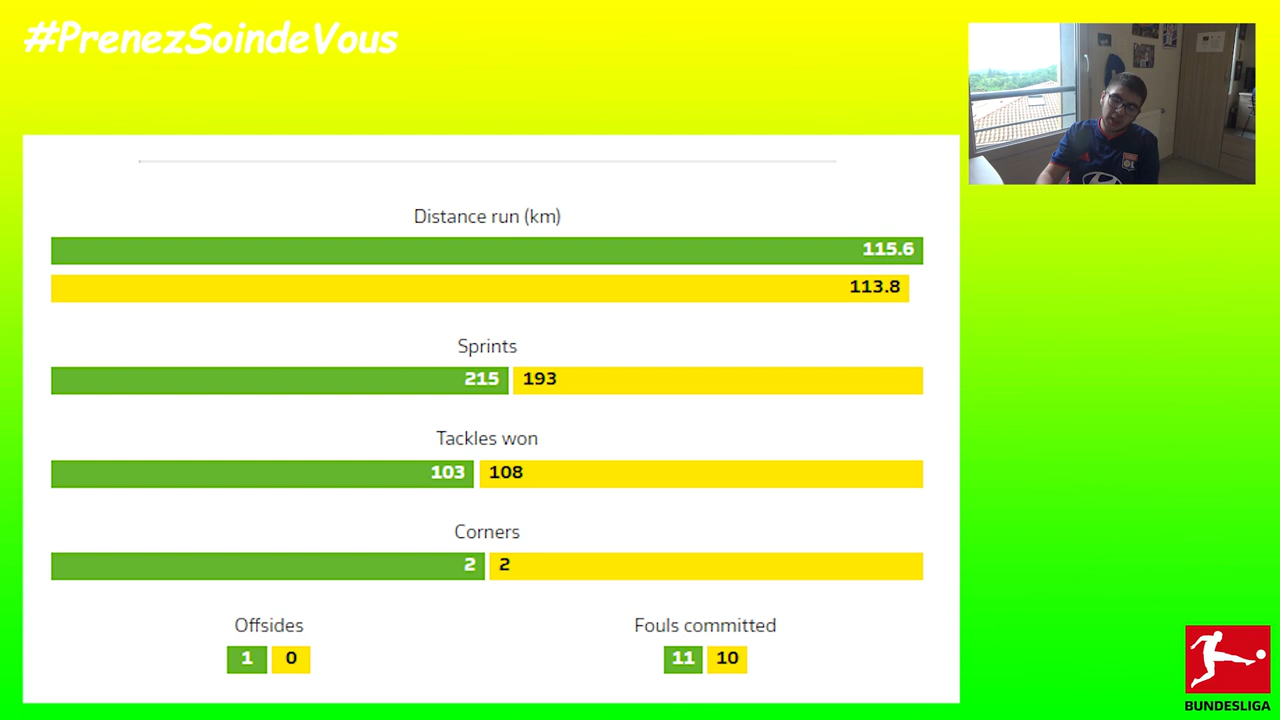 #PrenezSoindeVous
Distance run (km)
115.6
113.8
Sprints
215 193
Tackles won
103 108
Corners
2 2
Offsides Fouls committed
1 0 11 10
OL
BUNDESLIGA